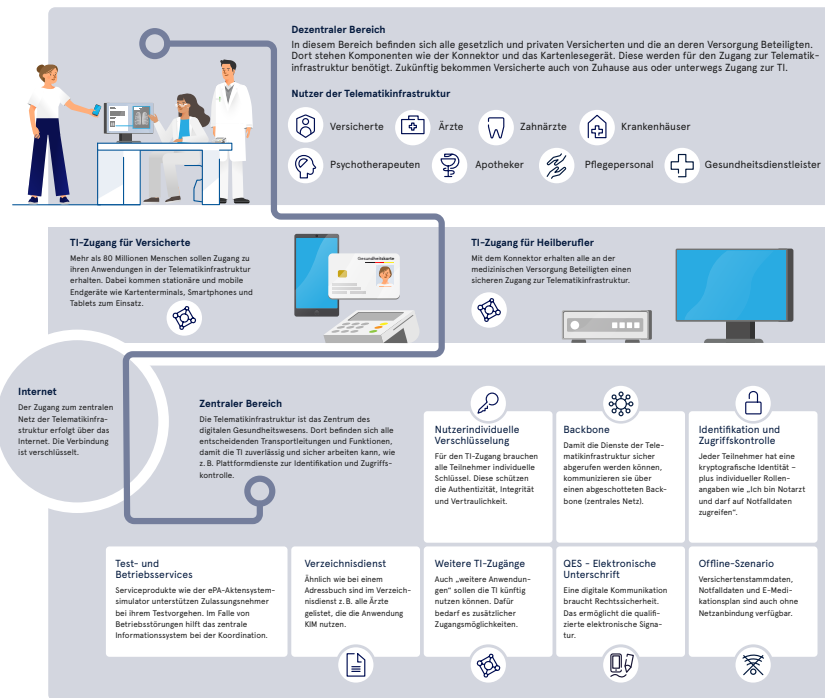 Dezentraler Bereich
In diesem Bereich befinden sich alle gesetzlich und privaten Versicherten und die an deren Versorgung Beteiligten.
Dort stehen Komponenten wie der Konnektor und das Kartenlesegerät. Diese werden für den Zugang zur Telematik-
infrastruktur benötigt. Zukünftig bekommen Versicherte auch von Zuhause aus oder unterwegs Zugang zur TI.
Nutzer der Telematikinfrastruktur
Versicherte
Ärzte
Zahnärzte
Krankenhäuser
Psychotherapeuten
Apotheker
Pflegepersonal
Gesundheitsdienstleister
TI-Zugang für Versicherte
Mehr als 80 Millionen Menschen sollen Zugang zu
ihren Anwendungen in der Telematikinfrastruktur
erhalten. Dabei kommen stationäre und mobile
Endgeräte wie Kartenterminals, Smartphones und
Tablets zum Einsatz.
Gesundheitskarte
TI-Zugang für Heilberufler
Mit dem Konnektor erhalten alle an der
medizinischen Versorgung Beteiligten einen
sicheren Zugang zur Telematikinfrastruktur.
Internet
Der Zugang zum zentralen
Netz der Telematikinfra-
struktur erfolgt über das
Internet. Die Verbindung
ist verschlüsselt.
Zentraler Bereich
Die Telematikinfrastruktur ist das Zentrum des
digitalen Gesundheitswesens. Dort befinden sich alle
entscheidenden Transportleitungen und Funktionen,
damit die TI zuverlässig und sicher arbeiten kann, wie
z. B. Plattformdienste zur Identifikation und Zugriffs-
kontrolle.
Nutzerindividuelle
Verschlüsselung
Für den TI-Zugang brauchen
alle Teilnehmer individuelle
Schlüssel. Diese schützen
die Authentizität, Integrität
und Vertraulichkeit.
Backbone
Damit die Dienste der Tele-
matikinfrastruktur sicher
abgerufen werden können,
kommunizieren sie über
einen abgeschotteten Back-
bone (zentrales Netz).
Identifikation und
Zugriffskontrolle
Jeder Teilnehmer hat eine
kryptografische Identität –
plus individueller Rollen-
angaben wie „Ich bin Notarzt
und darf auf Notfalldaten
zugreifen“.
Test- und
Betriebsservices
Serviceprodukte wie der ePA-Aktensystem-
simulator unterstützen Zulassungsnehmer
bei ihrem Testvorgehen. Im Falle von
Betriebsstörungen hilft das zentrale
Informationssystem bei der Koordination.
Verzeichnisdienst
Ähnlich wie bei einem
Adressbuch sind im Verzeich-
nisdienst z. B. alle Ärzte
gelistet, die die Anwendung
KIM nutzen.
Weitere TI-Zugänge
Auch „weitere Anwendun-
gen“ sollen die TI künftig
nutzen können. Dafür
bedarf es zusätzlicher
Zugangsmöglichkeiten.
QES - Elektronische
Unterschrift
Eine digitale Kommunikation
braucht Rechtssicherheit.
Das ermöglicht die qualifi-
zierte elektronische Signa-
tur.
Offline-Szenario
Versichertenstammdaten,
Notfalldaten und E-Medi-
kationsplan sind auch ohne
Netzanbindung verfügbar.